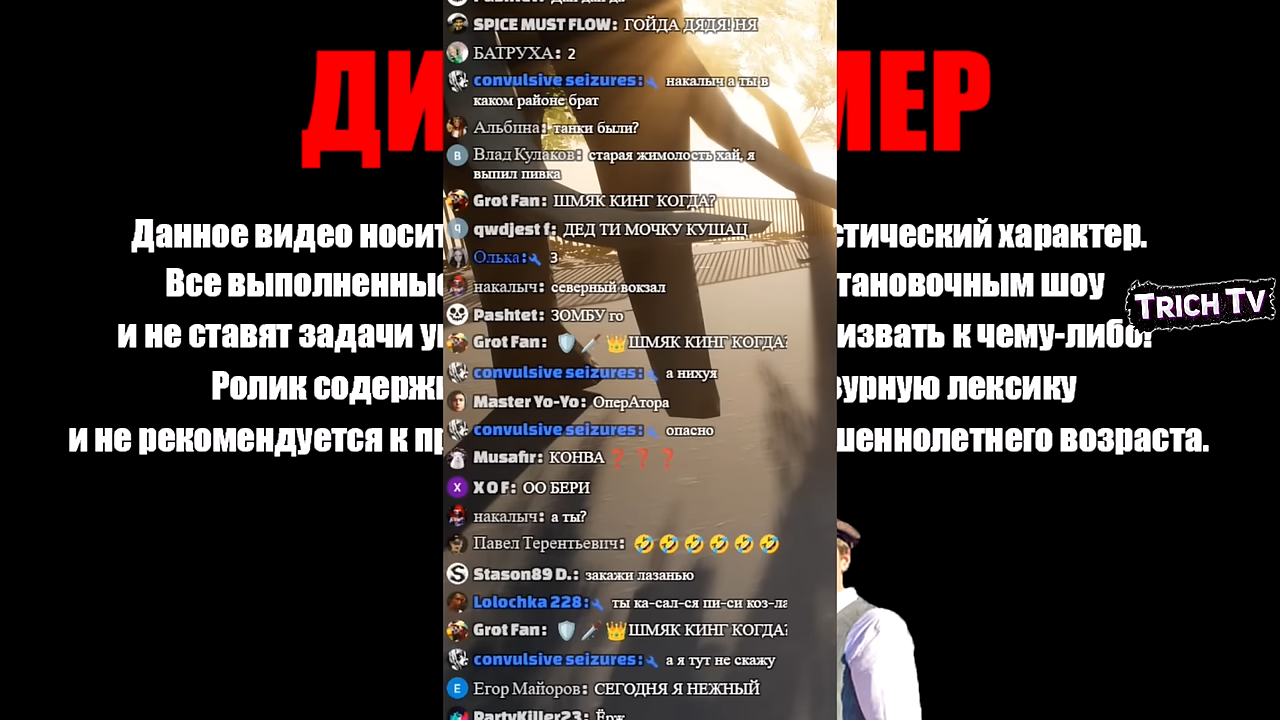 ДИ
МЕР
Данное видео носит
стический характер.
Все выполненные
тановочным шоу
и не ставят задачи
извать к чему-либо!
Ролик содержи
зурную лексику
и не рекомендуется к пр
шеннолетнего возраста.
TRICH TV
SPICE MUST FLOW: ГОЙДА ДЯДЯ! НЯ
БАТРУХА: 2
convulsive seizures: накалыч а ты в
каком районе брат
Альбина: танки были?
Влад Кулаков: старая жимолость хай, я
выпил пивка
Grot Fan: ШМЯК КИНГ КОГДА?
qwdjest f: ДЕД ТИ МОЧКУ КУШАЦ
Олька: 3
накалыч: северный вокзал
Pashtet: ЗОМБУ го
Grot Fan: 🛡️🗡️👑ШМЯК КИНГ КОГДА?
convulsive seizures: а нихуя
Master Yo-Yo: ОперАтора
convulsive seizures: опасно
Musafir: КОНВА ❓❓❓
X O F: ОО БЕРИ
накалыч: а ты?
Павел Терентьевич: 🤣🤣🤣🤣🤣🤣
Stason89 D.: закажи лазанью
Lolochka 228: ты ка-сал-ся пи-си коз-ла
Grot Fan: 🛡️🗡️👑ШМЯК КИНГ КОГДА?
convulsive seizures: а я тут не скажу
Егор Майоров: СЕГОДНЯ Я НЕЖНЫЙ
PartyKiller23: Ёрж